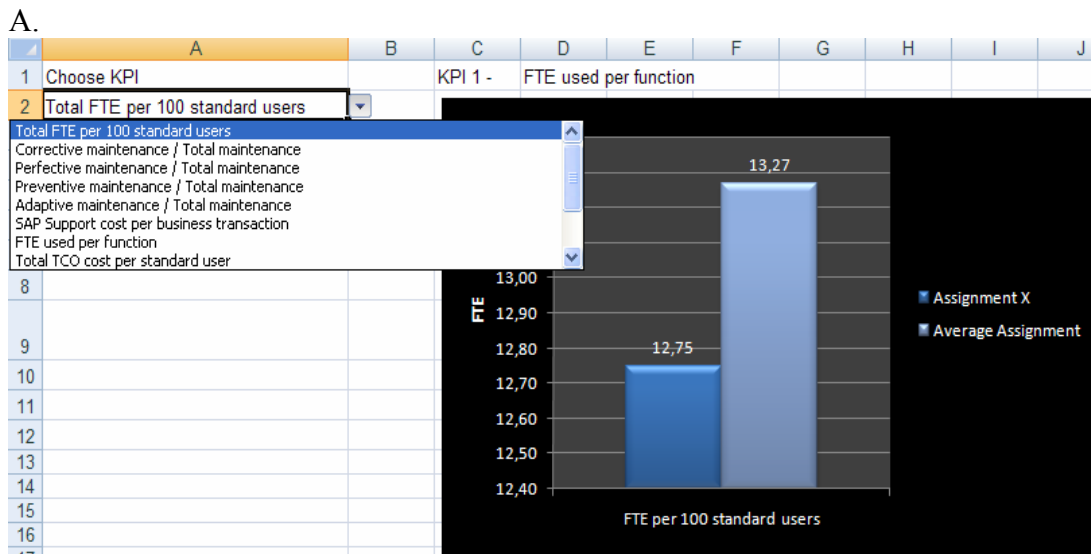 A.
A B C D E F G H I J
1 Choose KPI KPI 1 - FTE used per function
2 Total FTE per 100 standard users
Total FTE per 100 standard users
Corrective maintenance / Total maintenance
Perfective maintenance / Total maintenance
Preventive maintenance / Total maintenance
Adaptive maintenance / Total maintenance
SAP Support cost per business transaction
FTE used per function
Total TCO cost per standard user
13,27
8
13,00
Assignment X
FTE
12,90
Average Assignment
9
12,80
12,75
10
12,70
11
12,60
12
12,50
13
14
12,40
15
FTE per 100 standard users
16